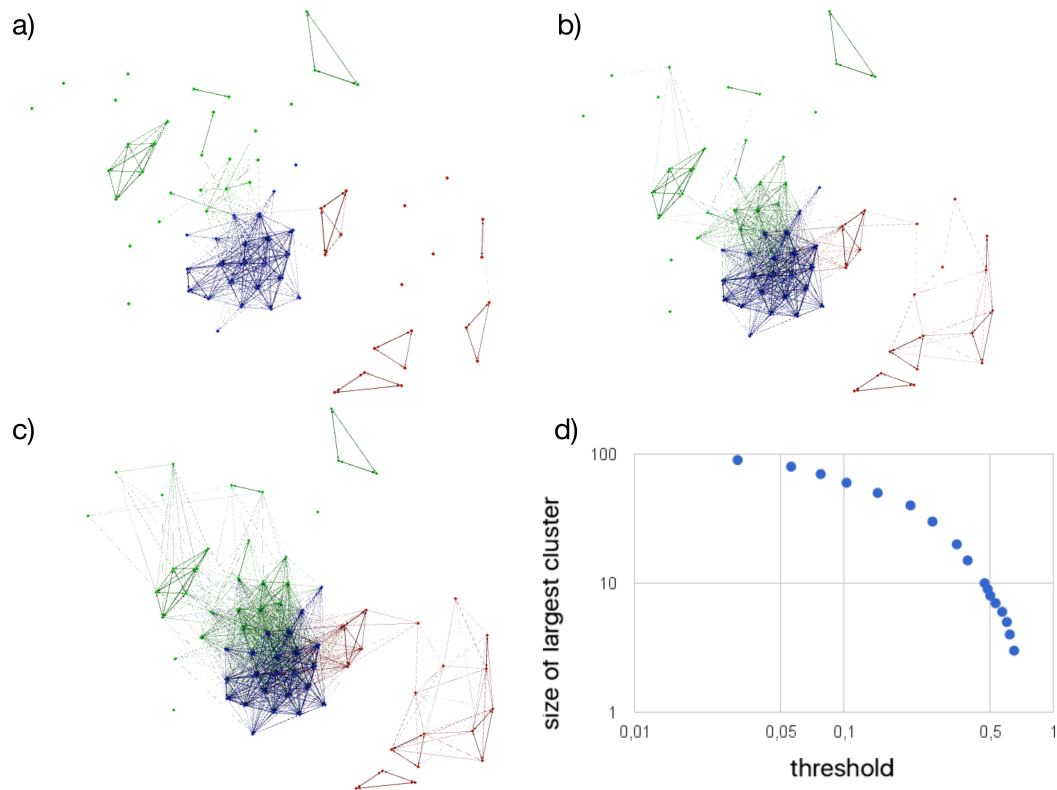 a)
b)
c)
d)
100
10
1
size of largest cluster
0,01
0,05
0,1
0,5
1
threshold